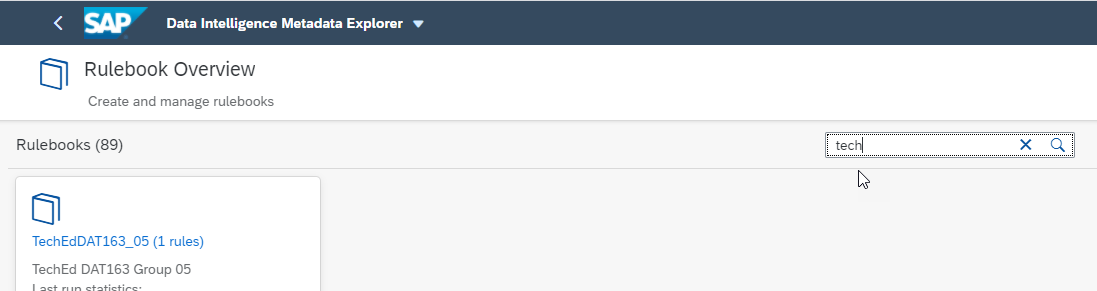 SAP Data Intelligence Metadata Explorer
Rulebook Overview
Create and manage rulebooks
Rulebooks (89)
tech
TechEdDAT163_05 (1 rules)
TechEd DAT163 Group 05
Last run statistics: